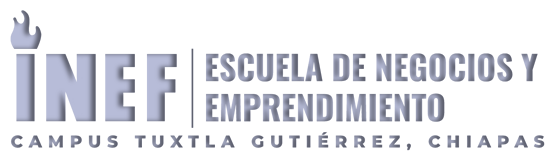 INEF
ESCUELA DE NEGOCIOS Y
EMPRENDIMIENTO
CAMPUS TUXTLA GUTIÉRREZ, CHIAPAS